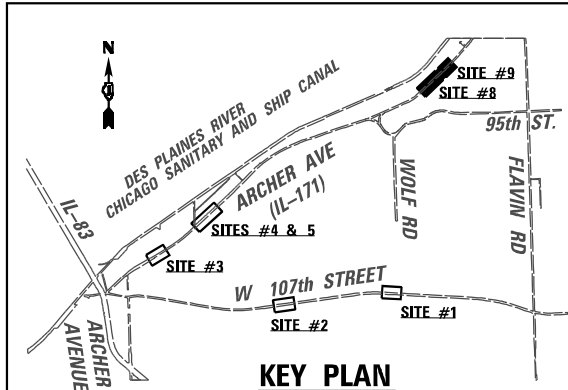 N
SITE #9
SITE #8
95th ST.
DES PLAINES RIVER
CHICAGO SANITARY AND SHIP CANAL
ARCHER AVE
(IL-171)
WOLF RD
FLAVIN RD
IL-83
SITES #4 & 5
SITE #3
W 107th STREET
SITE #2
SITE #1
ARCHER
AVENUE
KEY PLAN